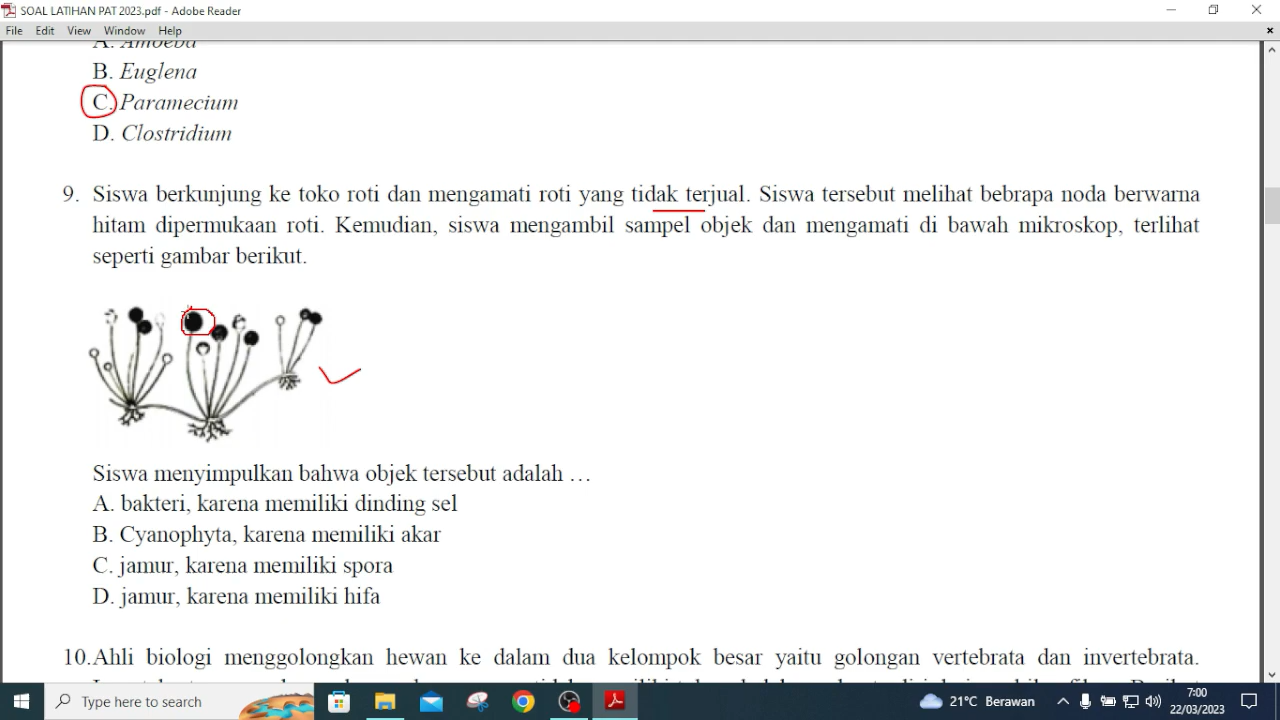 SOAL LATIHAN PAT 2023.pdf - Adobe Reader
File Edit View Window Help
A. Amoeba
B. Euglena
C. Paramecium
D. Clostridium
9. Siswa berkunjung ke toko roti dan mengamati roti yang tidak terjual. Siswa tersebut melihat bebrapa noda berwarna
hitam dipermukaan roti. Kemudian, siswa mengambil sampel objek dan mengamati di bawah mikroskop, terlihat
seperti gambar berikut.
Siswa menyimpulkan bahwa objek tersebut adalah …
A. bakteri, karena memiliki dinding sel
B. Cyanophyta, karena memiliki akar
C. jamur, karena memiliki spora
D. jamur, karena memiliki hifa
10.Ahli biologi menggolongkan hewan ke dalam dua kelompok besar yaitu golongan vertebrata dan invertebrata.
Type here to search
21°C Berawan
7:00
22/03/2023